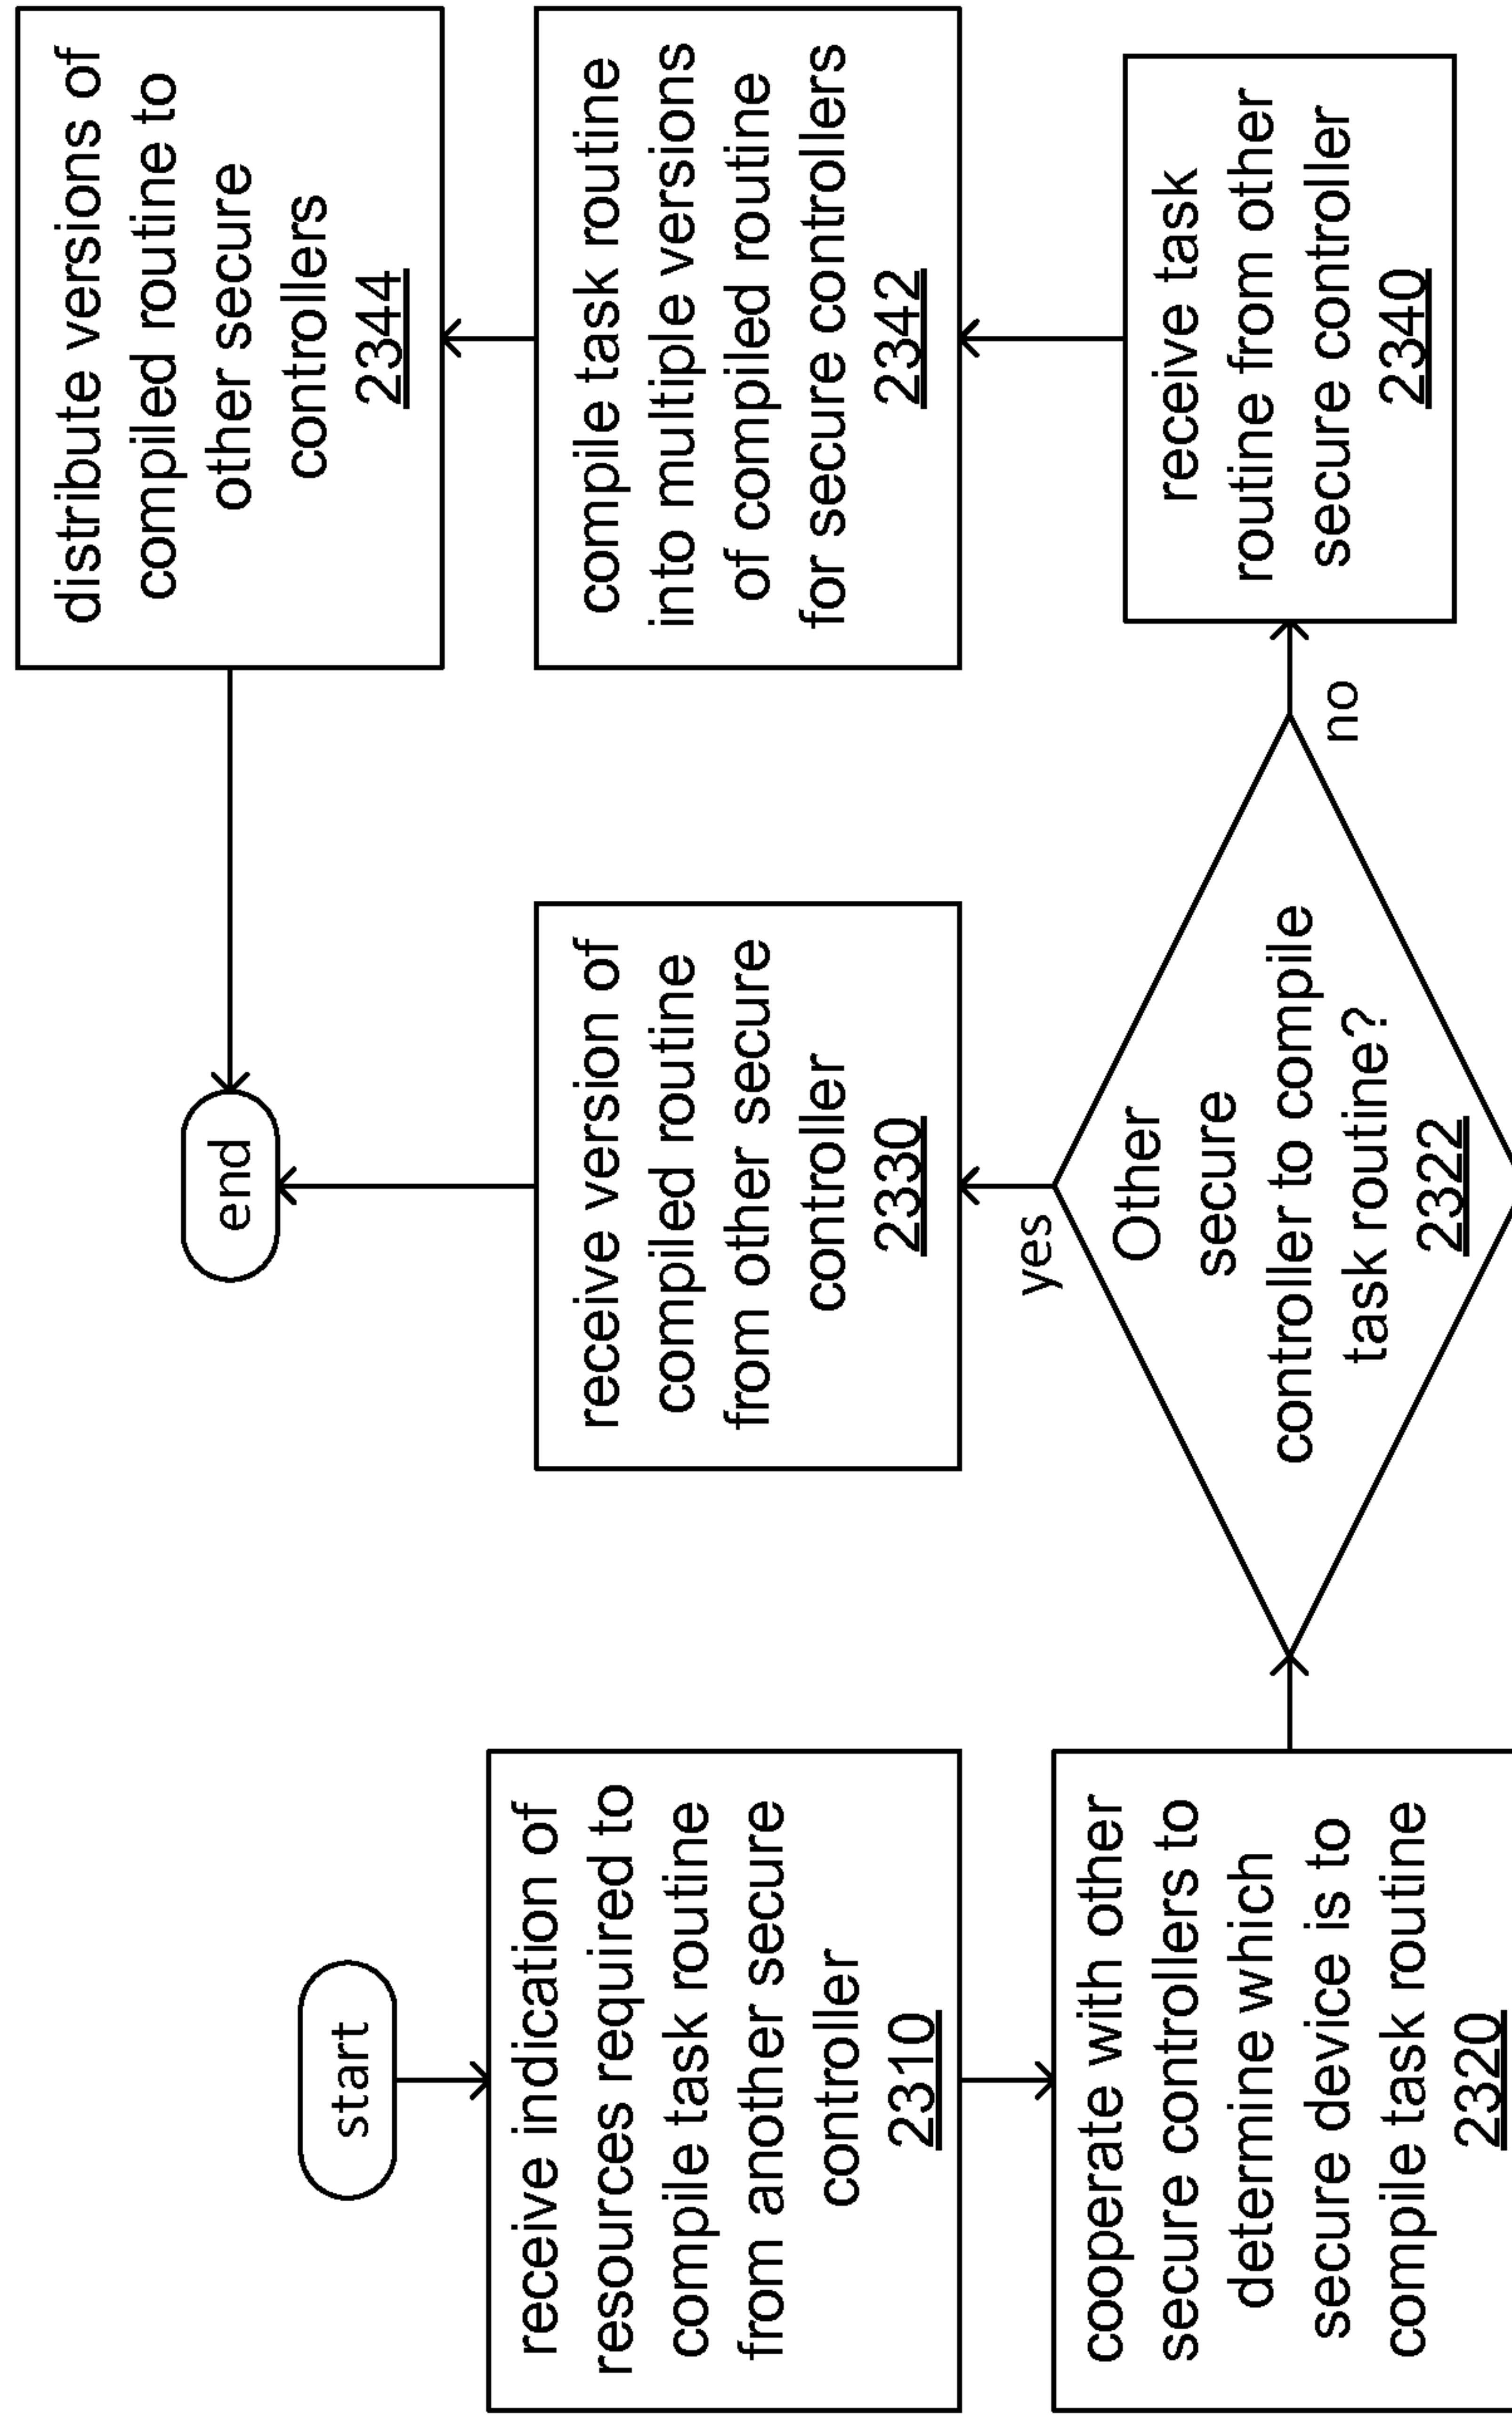 start
receive indication of
resources required to
compile task routine
from another secure
controller
2310
cooperate with other
secure controllers to
determine which
secure device is to
compile task routine
2320
Other
secure
controller to compile
task routine?
2322
yes
no
receive version of
compiled routine
from other secure
controller
2330
end
receive task
routine from other
secure controller
2340
compile task routine
into multiple versions
of compiled routine
for secure controllers
2342
distribute versions of
compiled routine to
other secure
controllers
2344